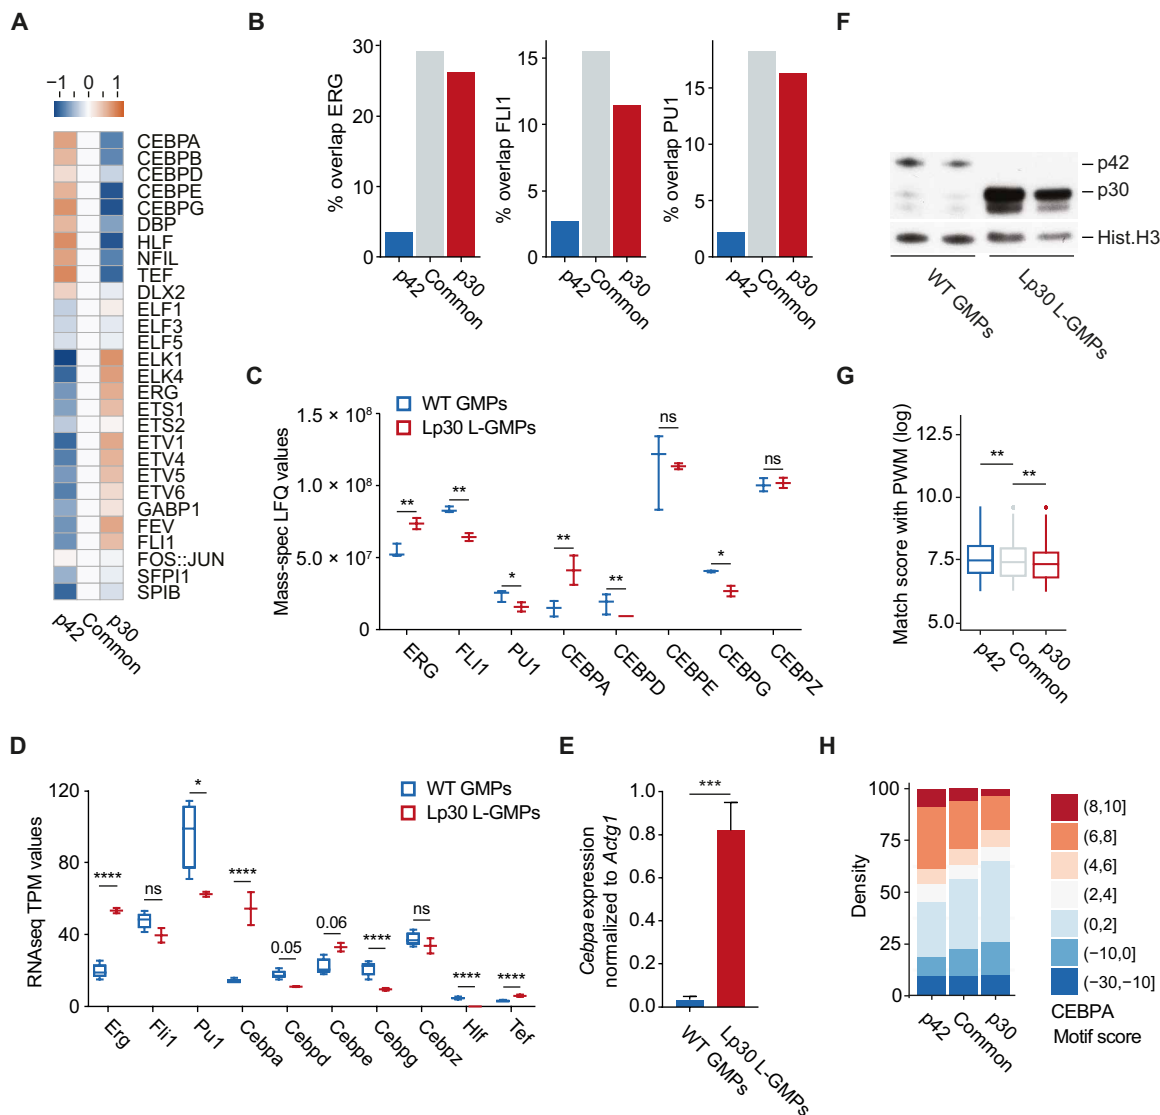 A
−1 0 1
CEBPA
CEBPB
CEBPD
CEBPE
CEBPG
DBP
HLF
NFIL
TEF
DLX2
ELF1
ELF3
ELF5
ELK1
ELK4
ERG
ETS1
ETS2
ETV1
ETV4
ETV5
ETV6
GABP1
FEV
FLI1
FOS::JUN
SFPI1
SPIB
p42
Common
p30
B
% overlap ERG
30
20
10
0
p42
Common
p30
% overlap FLI1
15
10
5
0
p42
Common
p30
% overlap PU1
15
10
5
0
p42
Common
p30
F
p42
p30
Hist.H3
WT GMPs
Lp30 L-GMPs
C
WT GMPs
Lp30 L-GMPs
Mass-spec LFQ values
1.5 × 10⁸
1.0 × 10⁸
5.0 × 10⁷
0
** ** * ** ** ns * ns
ERG
FLI1
PU1
CEBPA
CEBPD
CEBPE
CEBPG
CEBPZ
G
Match score with PWM (log)
12.5
10.0
7.5
5.0
** **
p42
Common
p30
D
WT GMPs
Lp30 L-GMPs
RNAseq TPM values
120
80
40
0
**** ns * **** 0.05 0.06 **** ns **** ****
Erg
Fli1
Pu1
Cebpa
Cebpd
Cebpe
Cebpg
Cebpz
Hlf
Tef
E
Cebpa expression
normalized to Actg1
1.0
0.8
0.6
0.4
0.2
0.0
***
WT GMPs
Lp30 L-GMPs
H
Density
100
75
50
25
0
p42
Common
p30
(8,10]
(6,8]
(4,6]
(2,4]
(0,2]
(−10,0]
(−30,−10]
CEBPA
Motif score